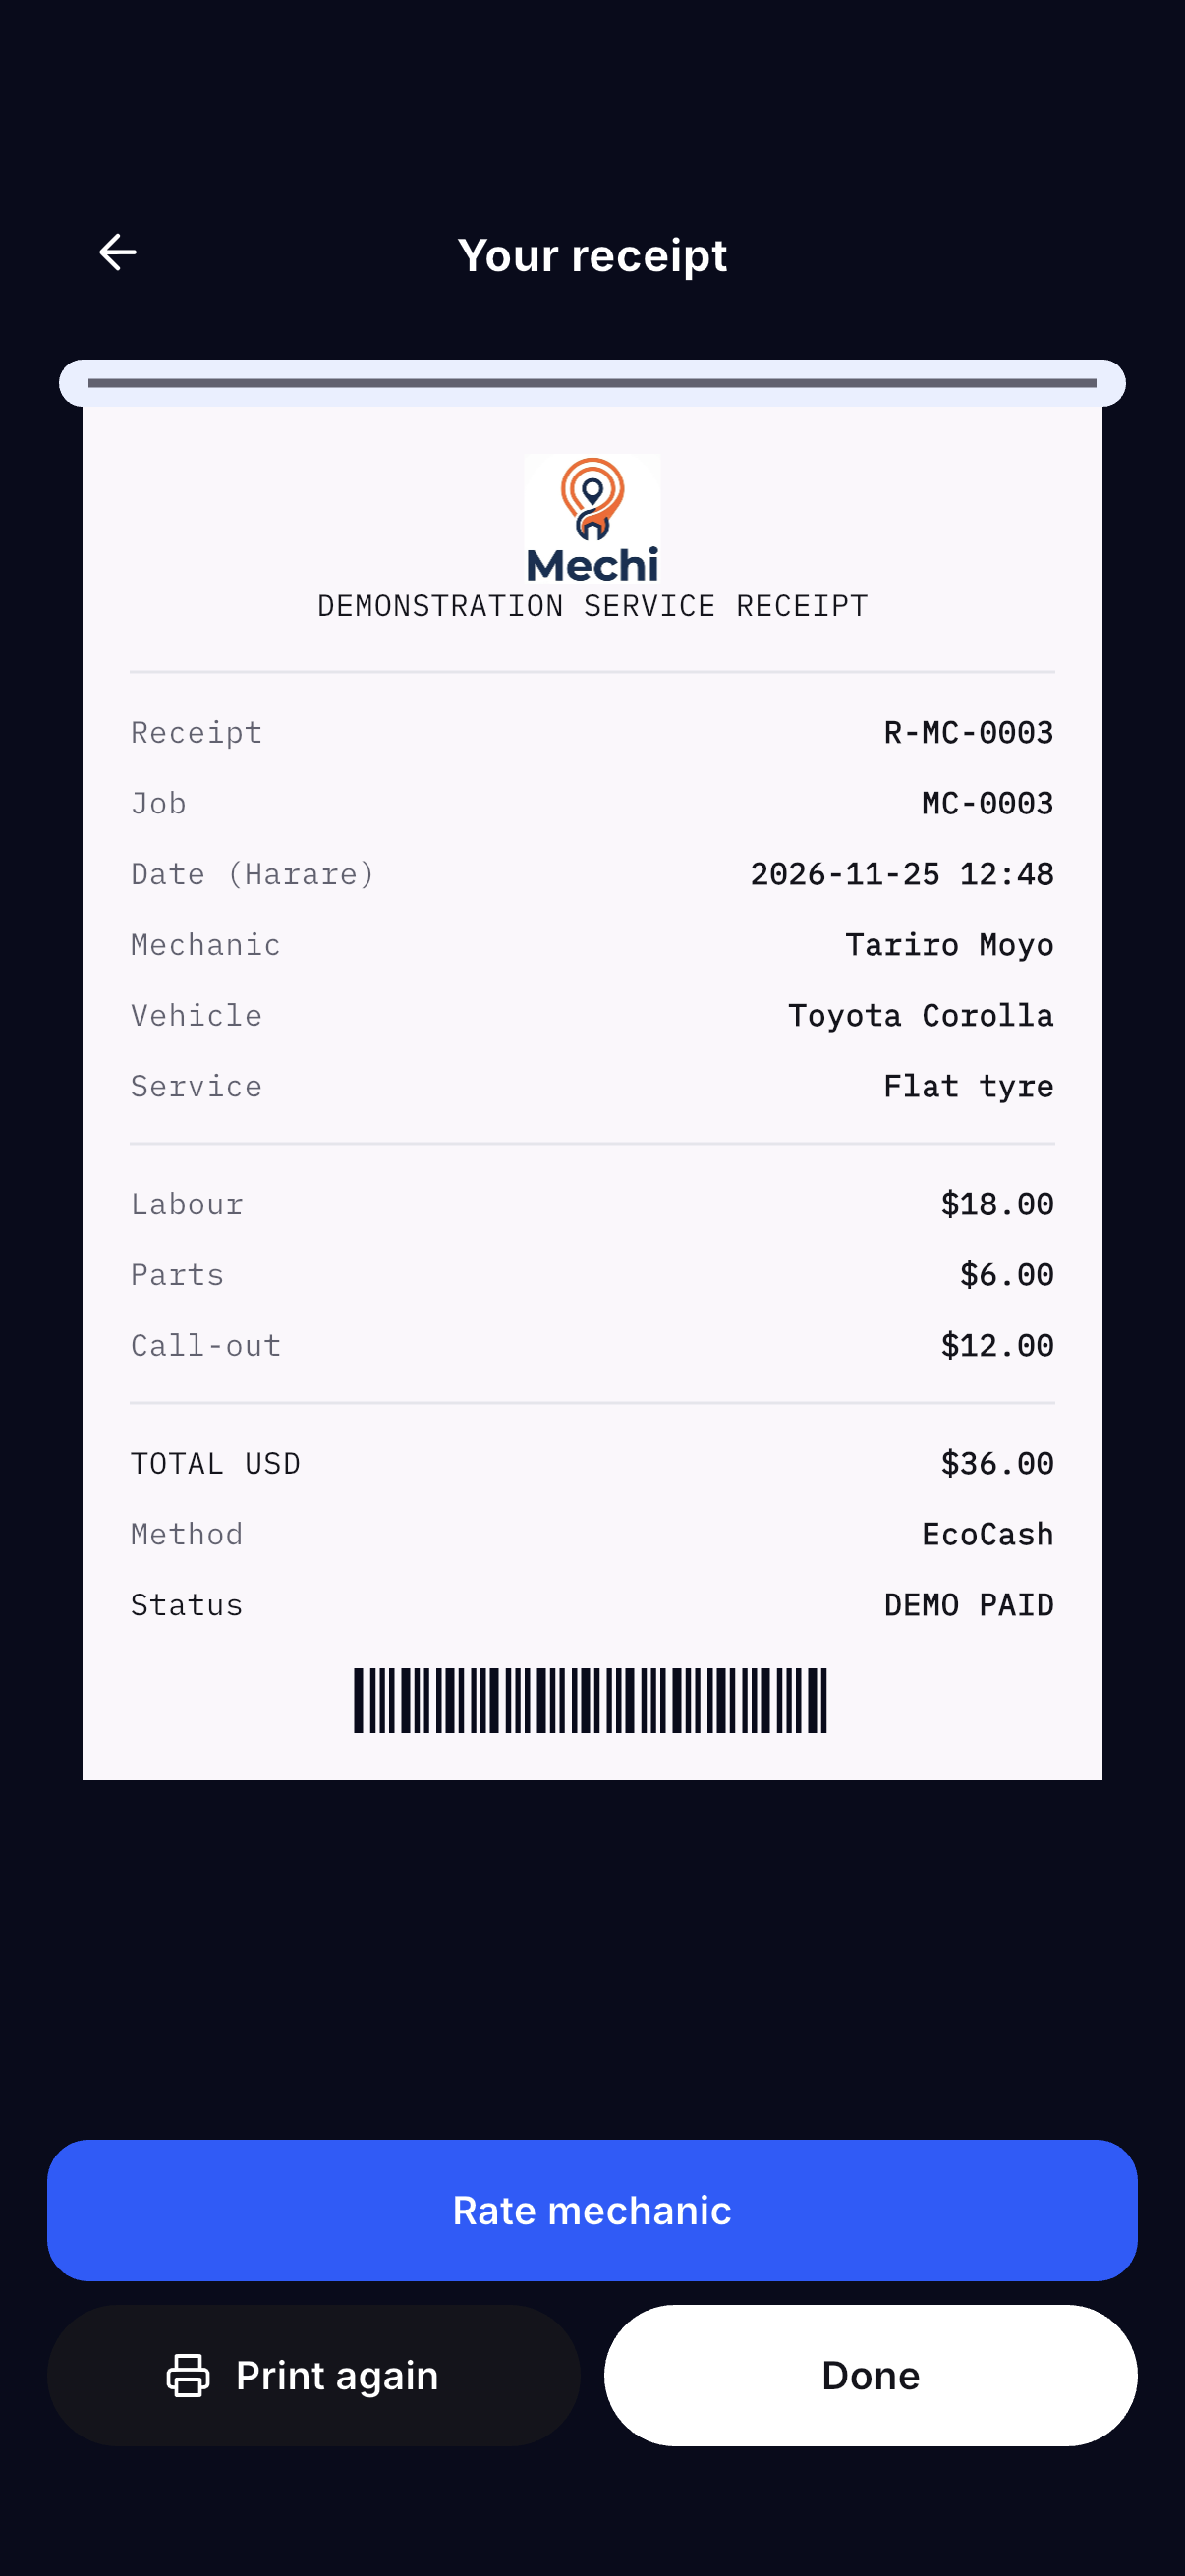 Your receipt
Mechi
DEMONSTRATION SERVICE RECEIPT
Receipt R-MC-0003
Job MC-0003
Date (Harare) 2026-11-25 12:48
Mechanic Tariro Moyo
Vehicle Toyota Corolla
Service Flat tyre
Labour $18.00
Parts $6.00
Call-out $12.00
TOTAL USD $36.00
Method EcoCash
Status DEMO PAID
Rate mechanic
Print again Done